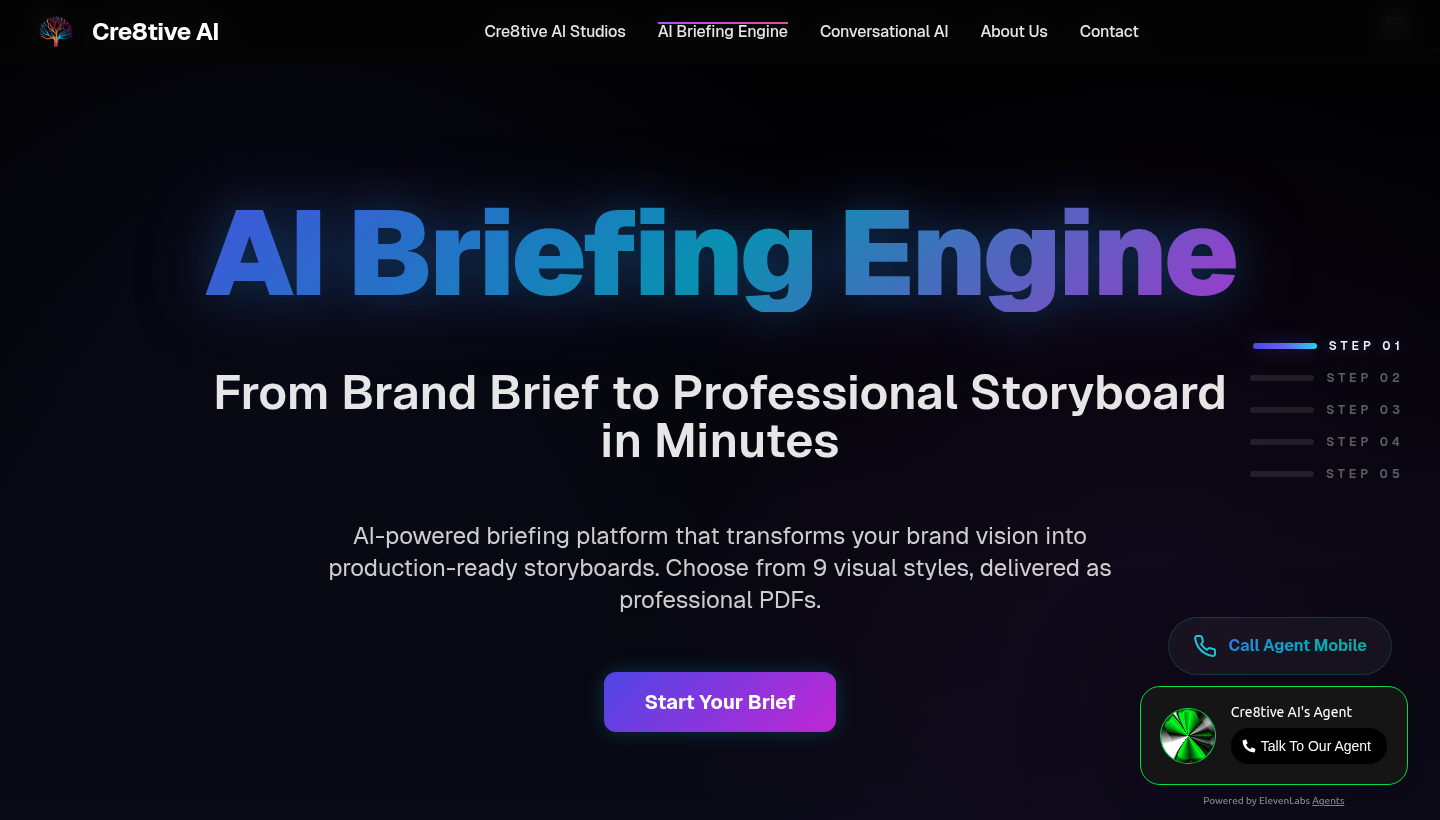 Cre8tive AI
Cre8tive AI Studios
AI Briefing Engine
Conversational AI
About Us
Contact
AI Briefing Engine
From Brand Brief to Professional Storyboard
in Minutes
AI-powered briefing platform that transforms your brand vision into
production-ready storyboards. Choose from 9 visual styles, delivered as
professional PDFs.
Start Your Brief
STEP 01
STEP 02
STEP 03
STEP 04
STEP 05
Call Agent Mobile
Cre8tive AI's Agent
Talk To Our Agent
Powered by ElevenLabs Agents